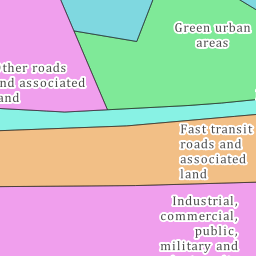 Green urban
areas
ther roads
nd associated
and
Fast transit
roads and
associated
land
Industrial,
commercial,
public,
military and